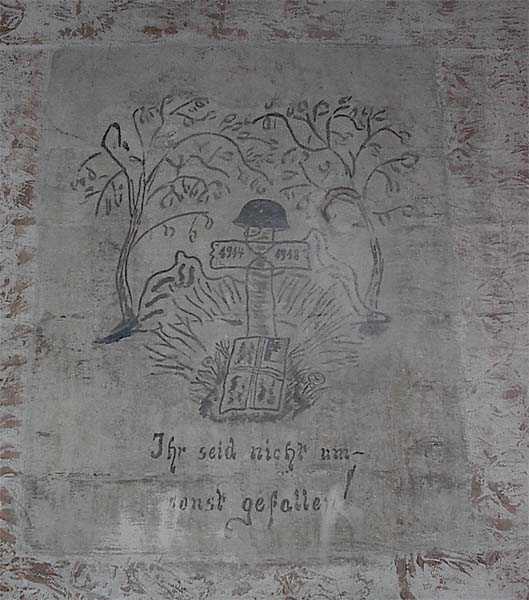 1914 1918
Ihr seid nicht um-
sonst gefallen!